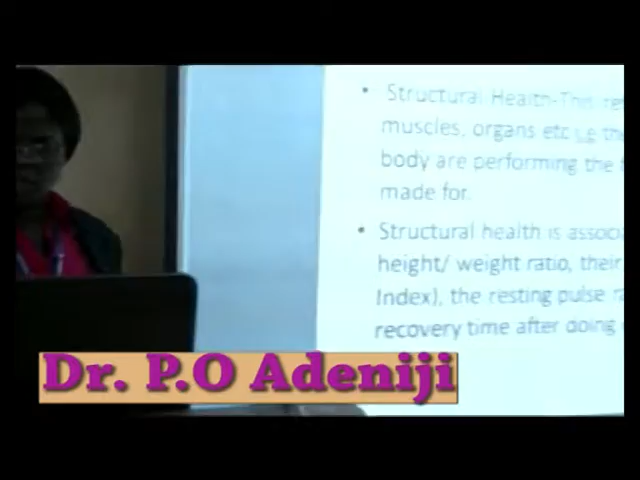 • Structural Health-This
muscles, organs etc i.e the
body are performing the
made for.
• Structural health is
height/ weight ratio, their
Index), the resting pulse
recovery time after doing
Dr. P.O Adeniji